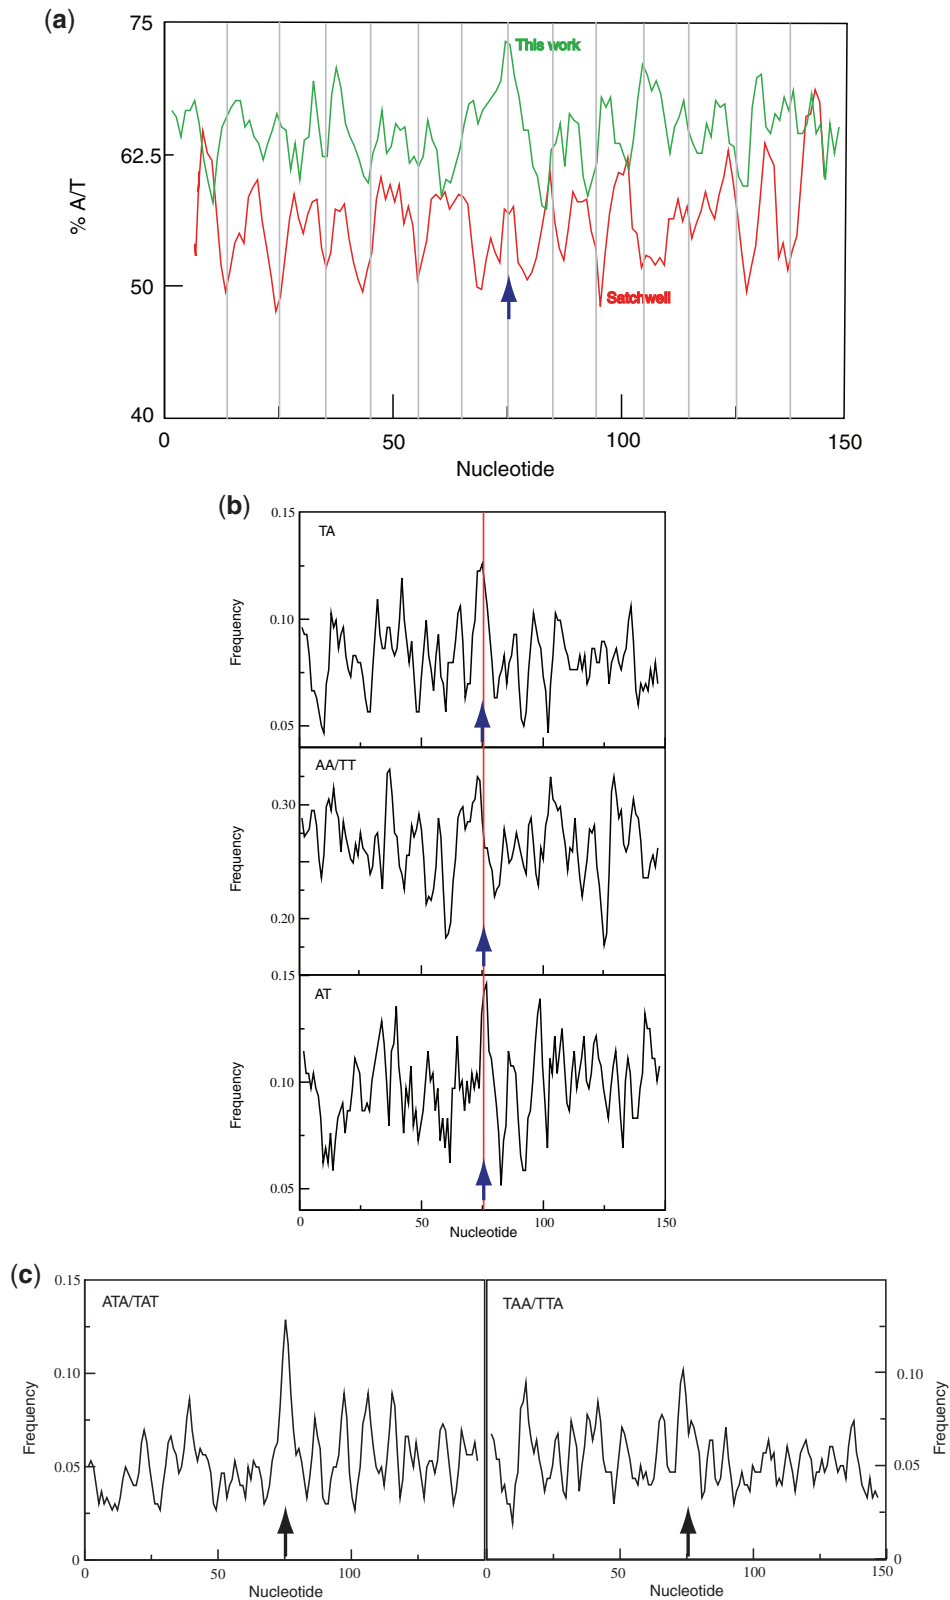 (a)
75
62.5
50
40
% A/T
This work
Satchwell
0 50 100 150
Nucleotide
(b)
TA
0.15
0.10
0.05
Frequency
AA/TT
0.30
0.20
Frequency
AT
0.15
0.10
0.05
Frequency
0 50 100 150
Nucleotide
(c)
ATA/TAT
0.15
0.10
0.05
0
Frequency
0 50 100
Nucleotide
TAA/TTA
0.10
0.05
0
Frequency
0 50 100 150
Nucleotide